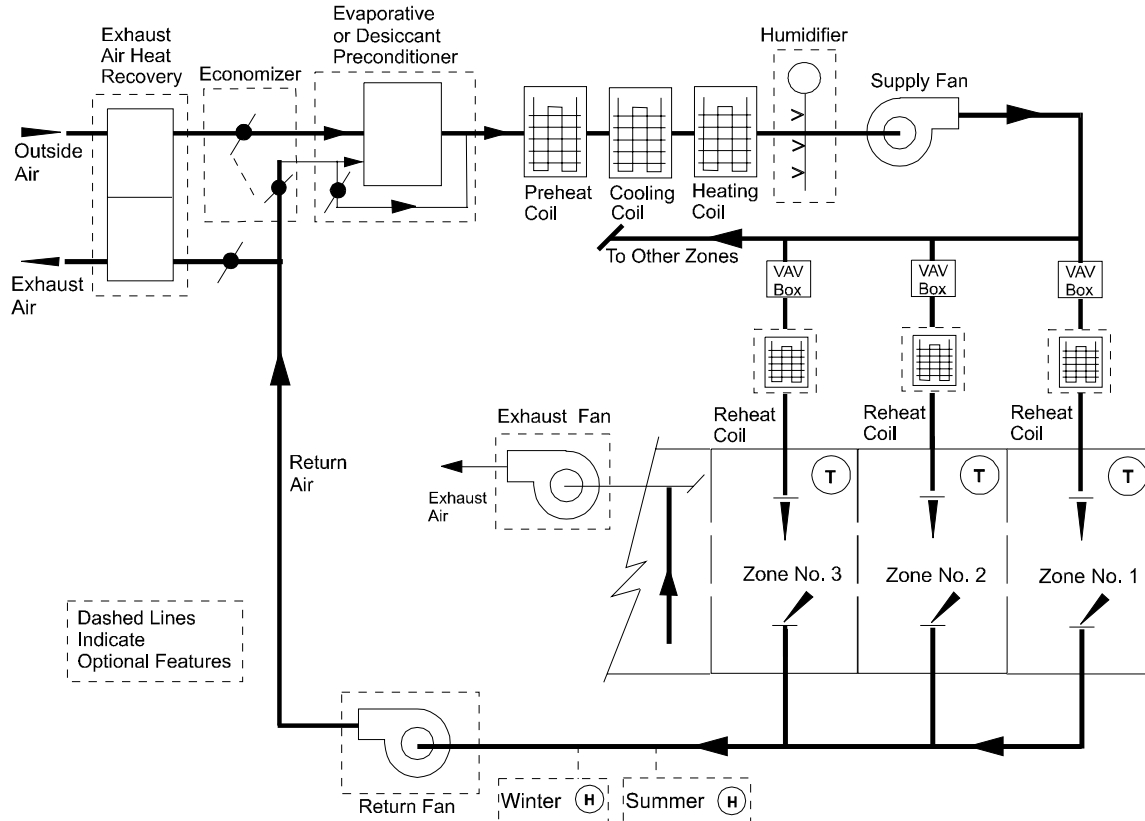 Exhaust
Air Heat
Recovery
Economizer
Evaporative
or Desiccant
Preconditioner
Humidifier
Supply Fan
Outside
Air
Exhaust
Air
Preheat
Coil
Cooling
Coil
Heating
Coil
To Other Zones
VAV
Box
VAV
Box
VAV
Box
Reheat
Coil
Reheat
Coil
Reheat
Coil
Exhaust Fan
Exhaust
Air
Return
Air
T
T
T
Zone No. 3
Zone No. 2
Zone No. 1
Dashed Lines
Indicate
Optional Features
Return Fan
Winter H
Summer H